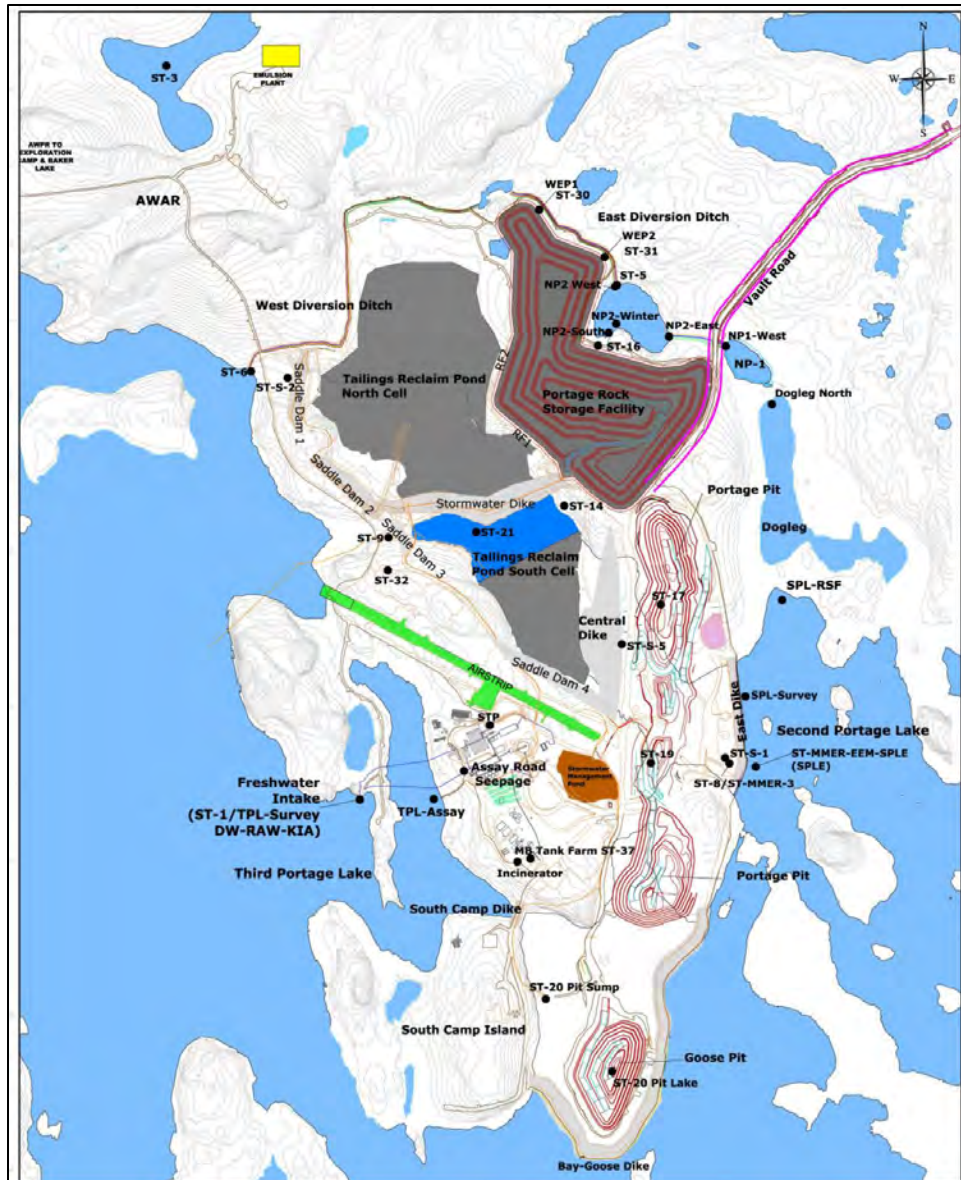 N
W
E
S
ST-3
EMULSION
PLANT
AWPR TO
EXPLORATION
CAMP & BAKER
LAKE
AWAR
WEP1
ST-30
East Diversion Ditch
WEP2
ST-31
ST-5
NP2 West
Vault Road
West Diversion Ditch
NP2-Winter
NP2-South
NP2-East
NP1-West
ST-16
NP-1
RF2
ST-6
ST-S-2
Tailings Reclaim Pond
North Cell
Portage Rock
Storage Facility
Dogleg North
Saddle Dam 1
RF1
Saddle Dam 2
Portage Pit
Stormwater Dike
ST-14
Dogleg
ST-9
Saddle Dam 3
ST-21
Tailings Reclaim
Pond South Cell
ST-32
SPL-RSF
ST-17
Central
Dike
ST-S-5
AIRSTRIP
Saddle Dam 4
East Dike
SPL-Survey
STP
Second Portage Lake
ST-S-1
ST-MMER-EEM-SPLE
(SPLE)
ST-19
Assay Road
Seepage
Stormwater
Management
Pond
ST-8/ST-MMER-3
Freshwater
Intake
(ST-1/TPL-Survey
DW-RAW-KIA)
TPL-Assay
MB Tank Farm ST-37
Incinerator
Third Portage Lake
Portage Pit
South Camp Dike
ST-20 Pit Sump
South Camp Island
Goose Pit
ST-20 Pit Lake
Bay-Goose Dike